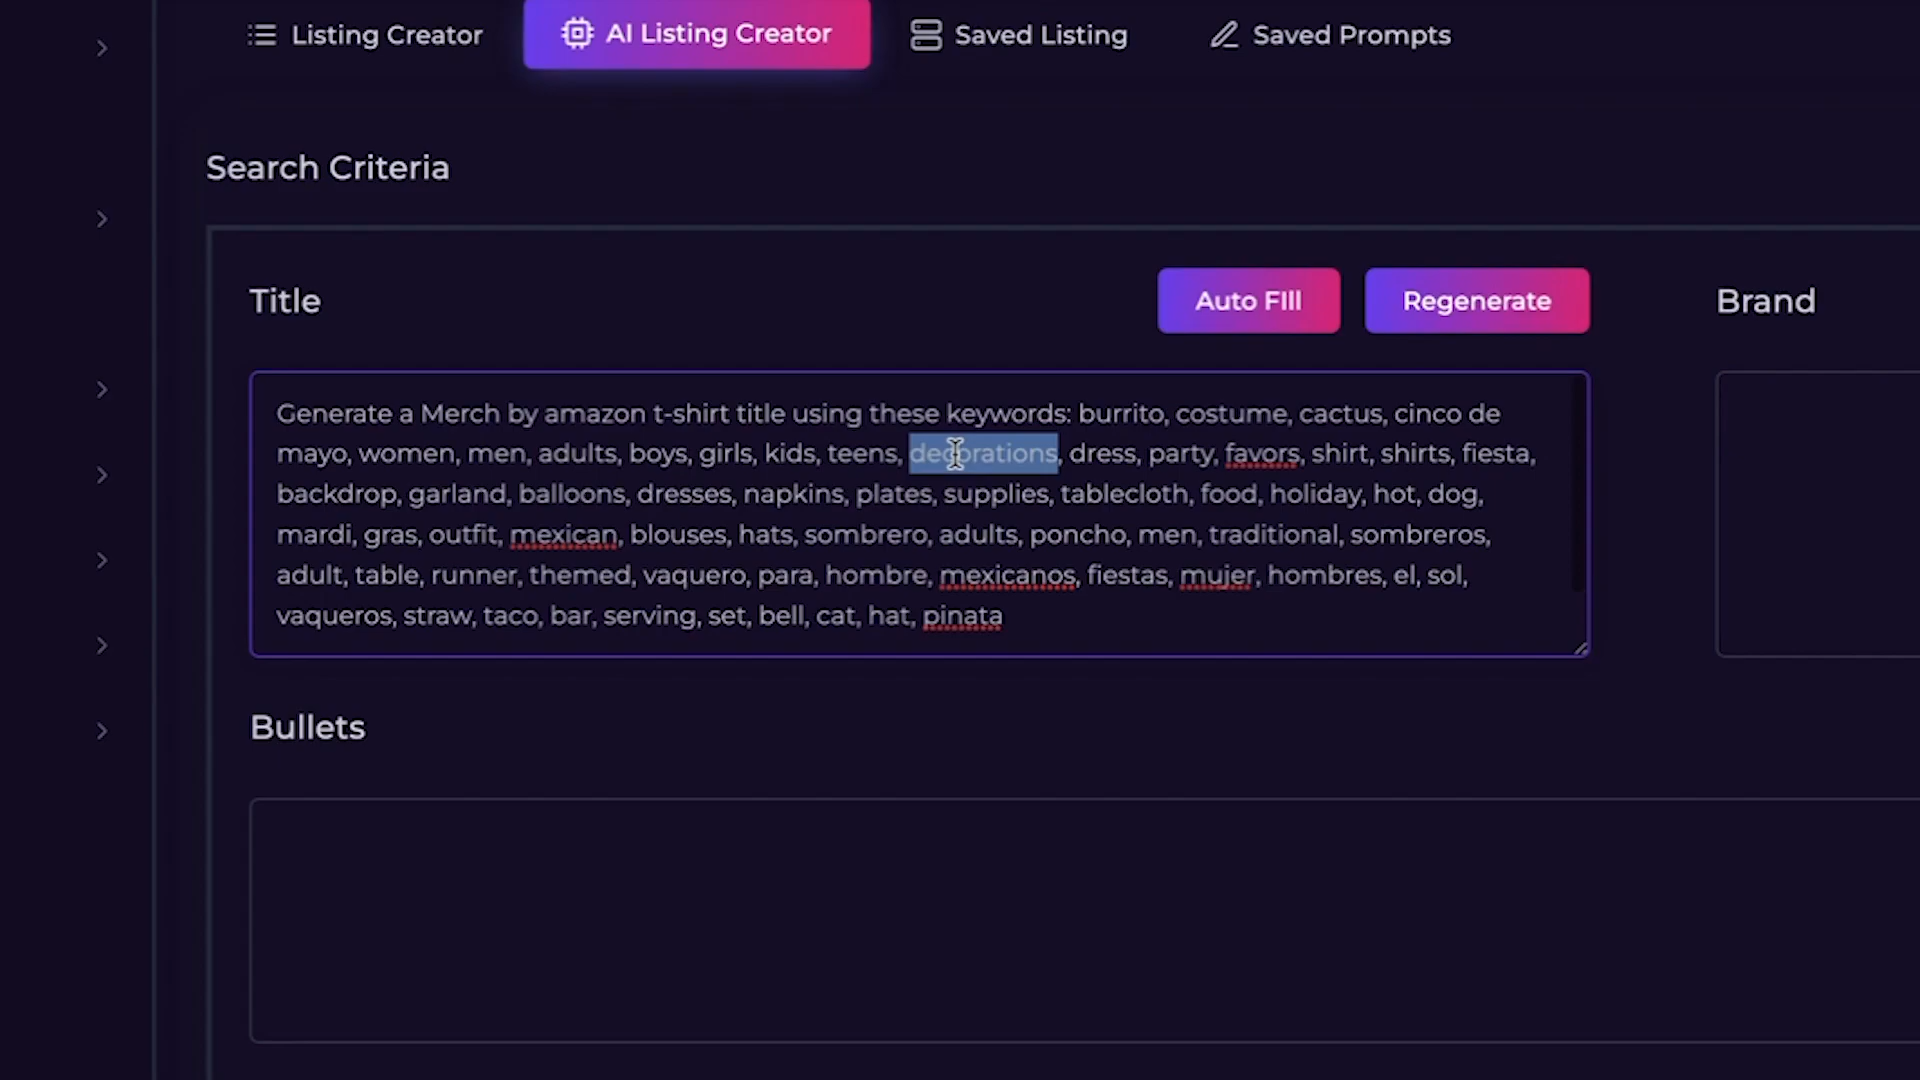 Listing Creator
AI Listing Creator
Saved Listing
Saved Prompts
Search Criteria
Title
Auto FIll
Regenerate
Brand
Generate a Merch by amazon t-shirt title using these keywords: burrito, costume, cactus, cinco de
mayo, women, men, adults, boys, girls, kids, teens, decorations, dress, party, favors, shirt, shirts, fiesta,
backdrop, garland, balloons, dresses, napkins, plates, supplies, tablecloth, food, holiday, hot, dog,
mardi, gras, outfit, mexican, blouses, hats, sombrero, adults, poncho, men, traditional, sombreros,
adult, table, runner, themed, vaquero, para, hombre, mexicanos, fiestas, mujer, hombres, el, sol,
vaqueros, straw, taco, bar, serving, set, bell, cat, hat, pinata
Bullets